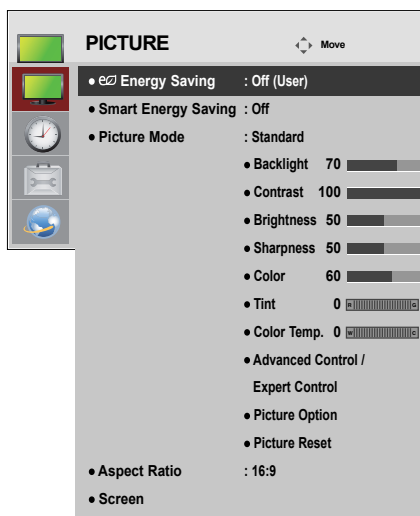 PICTURE Move
• Energy Saving : Off (User)
• Smart Energy Saving : Off
• Picture Mode : Standard
• Backlight 70
• Contrast 100
• Brightness 50
• Sharpness 50
• Color 60
• Tint 0 R G
• Color Temp. 0 W C
• Advanced Control /
Expert Control
• Picture Option
• Picture Reset
• Aspect Ratio : 16:9
• Screen